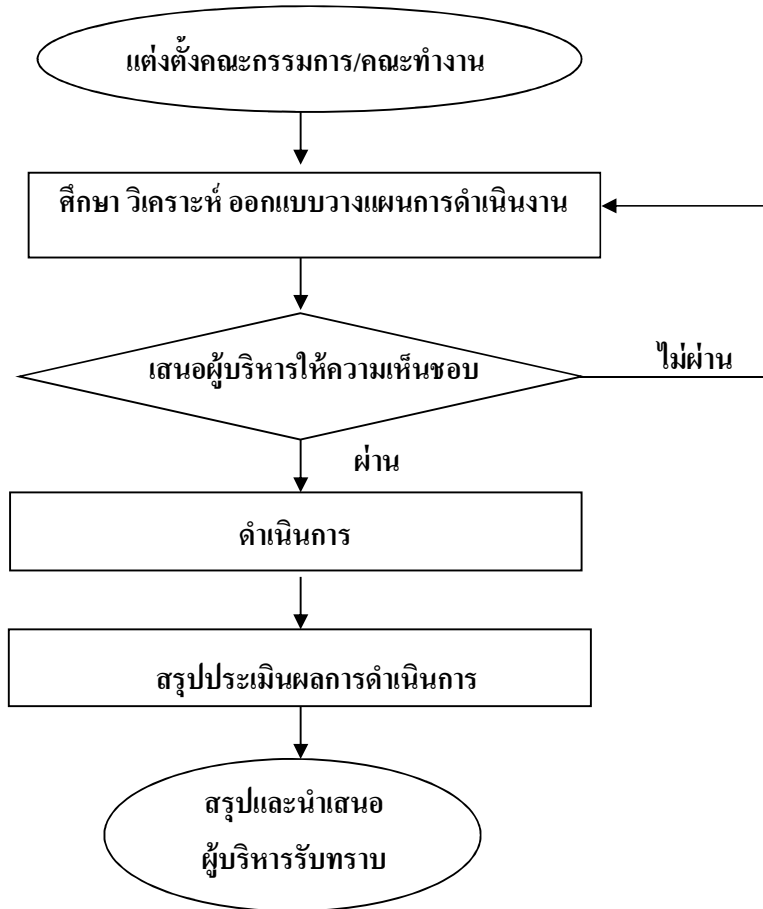 แต่งตั้งคณะกรรมการ/คณะทำงาน
ศึกษา วิเคราะห์ ออกแบบวางแผนการดำเนินงาน
เสนอผู้บริหารให้ความเห็นชอบ
ไม่ผ่าน
ผ่าน
ดำเนินการ
สรุปประเมินผลการดำเนินการ
สรุปและนำเสนอ
ผู้บริหารรับทราบ